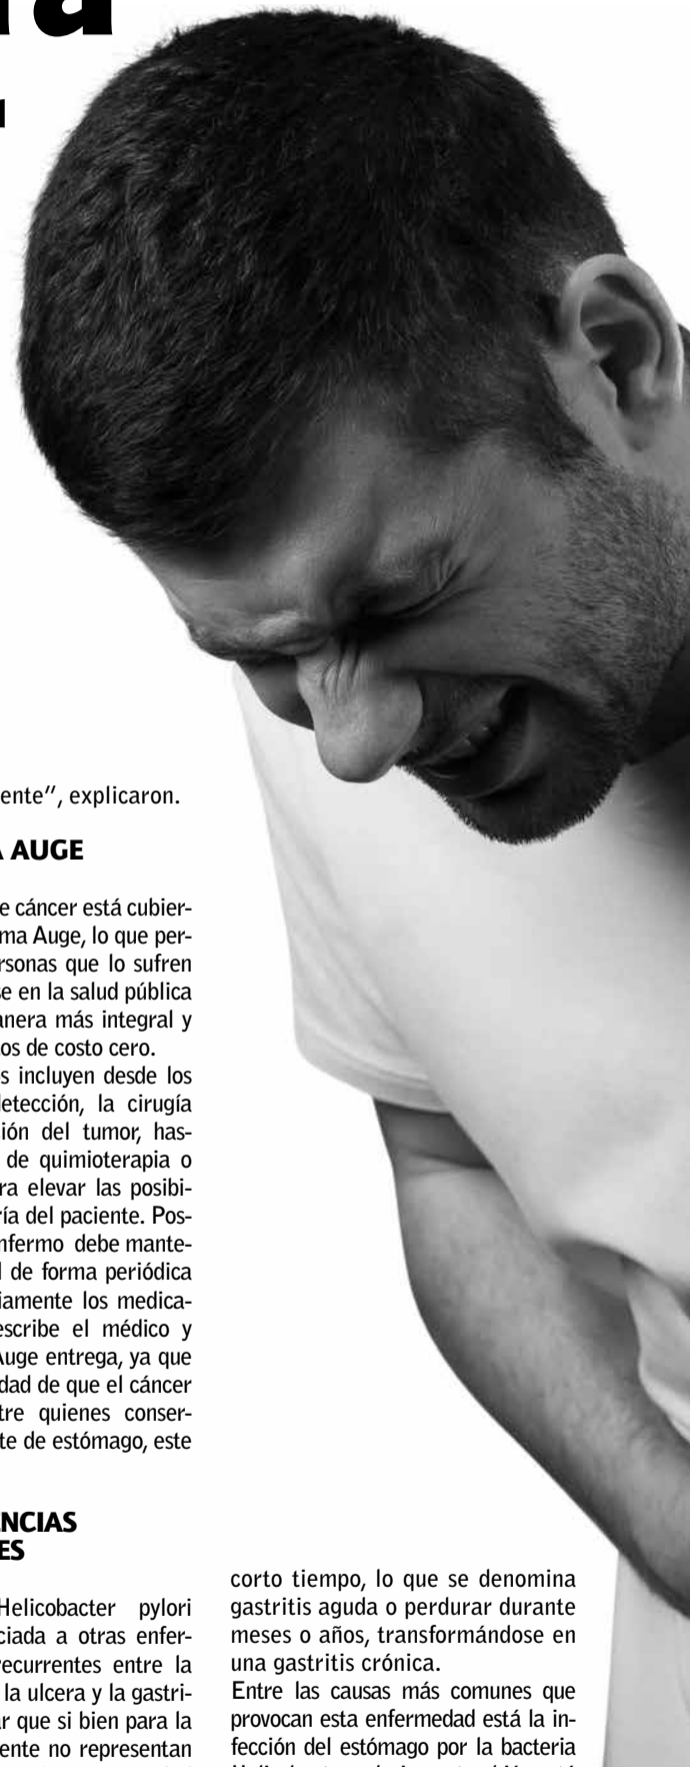 ente”, explicaron.
AUGE
e cáncer está cubier-
ma Auge, lo que per-
rsonas que lo sufren
se en la salud pública
anera más integral y
os de costo cero.
s incluyen desde los
detección, la cirugía
ión del tumor, has-
de quimioterapia o
ra elevar las posibi-
ría del paciente. Pos-
nfermo debe mante-
l de forma periódica
iamente los medica-
escribe el médico y
Auge entrega, ya que
dad de que el cáncer
tre quienes conser-
te de estómago, este
ENCIAS
ES
Helicobacter pylori
ciada a otras enfer-
recurrentes entre la
la ulcera y la gastri-
ar que si bien para la
ente no representan
corto tiempo, lo que se denomina
gastritis aguda o perdurar durante
meses o años, transformándose en
una gastritis crónica.
Entre las causas más comunes que
provocan esta enfermedad está la in-
fección del estómago por la bacteria